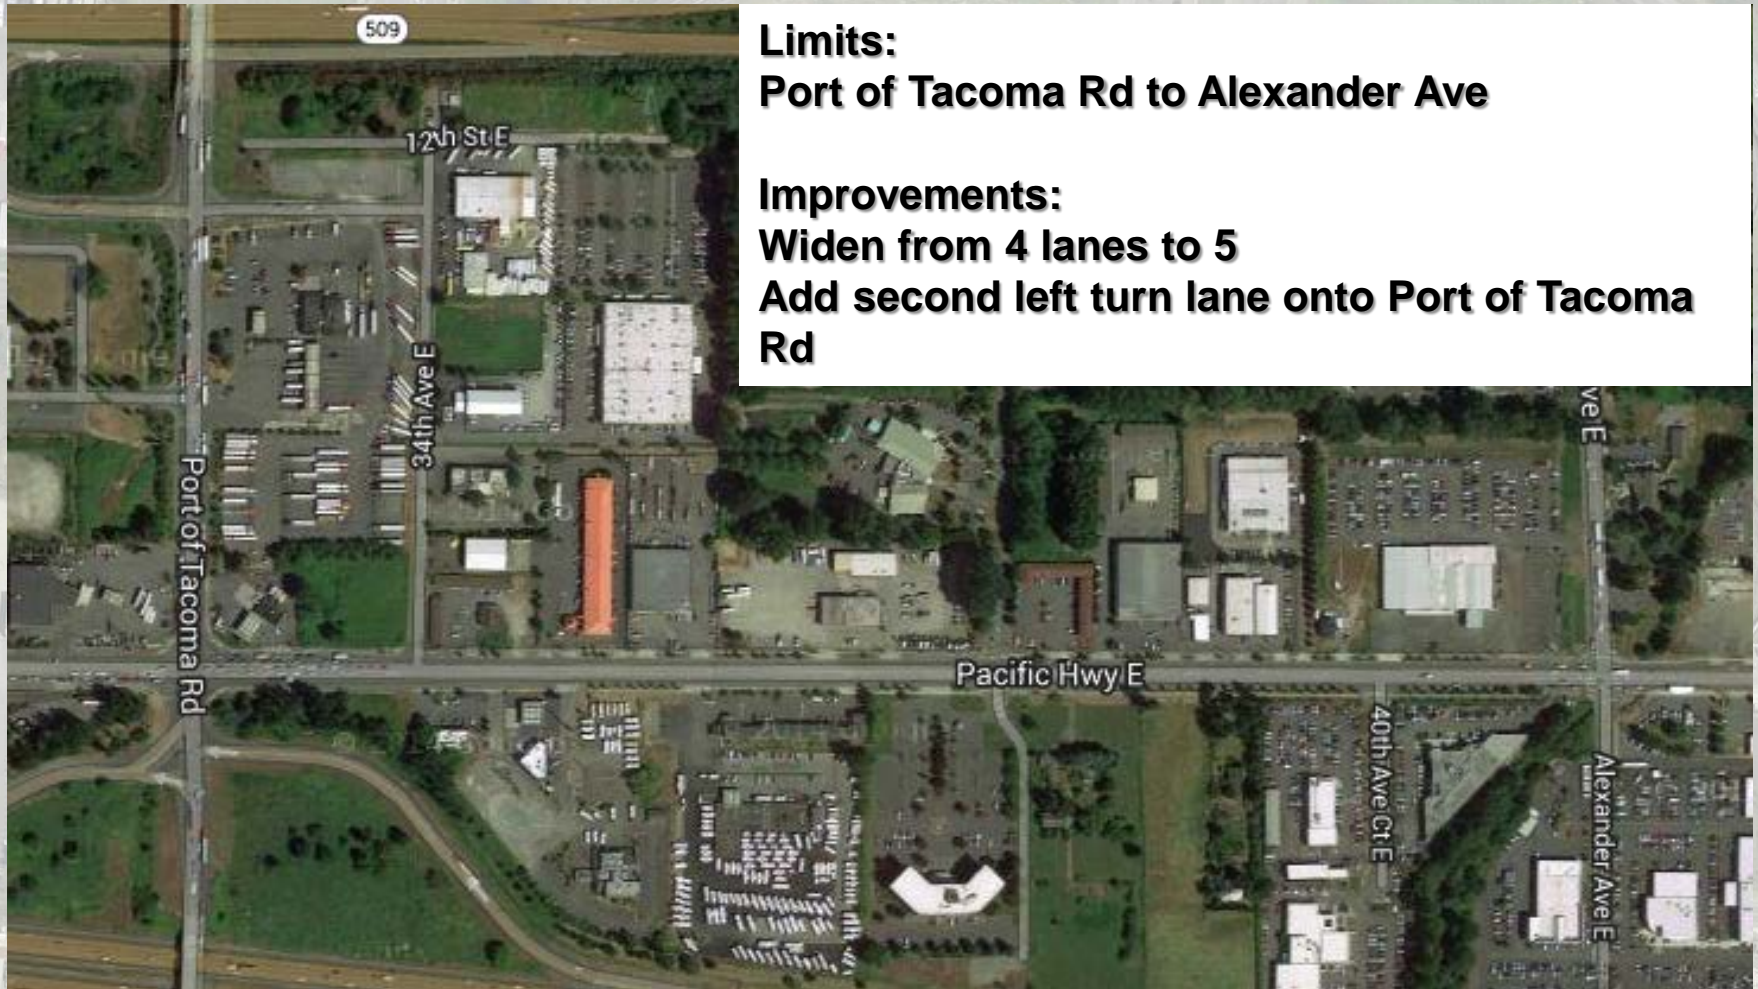 509
Limits:
Port of Tacoma Rd to Alexander Ave
Improvements:
Widen from 4 lanes to 5
Add second left turn lane onto Port of Tacoma
Rd
12th St E
34th Ave E
ve E
Port of Tacoma Rd
Pacific Hwy E
40th Ave Ct E
Alexander Ave E